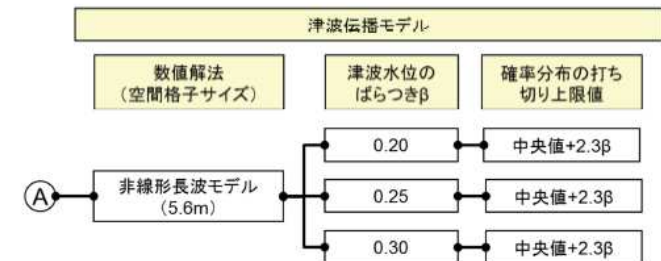 津波伝播モデル
数値解法
（空間格子サイズ）
津波水位の
ばらつきβ
確率分布の打ち
切り上限値
0.20
中央値+2.3β
A
非線形長波モデル
（5.6m）
0.25
中央値+2.3β
0.30
中央値+2.3β